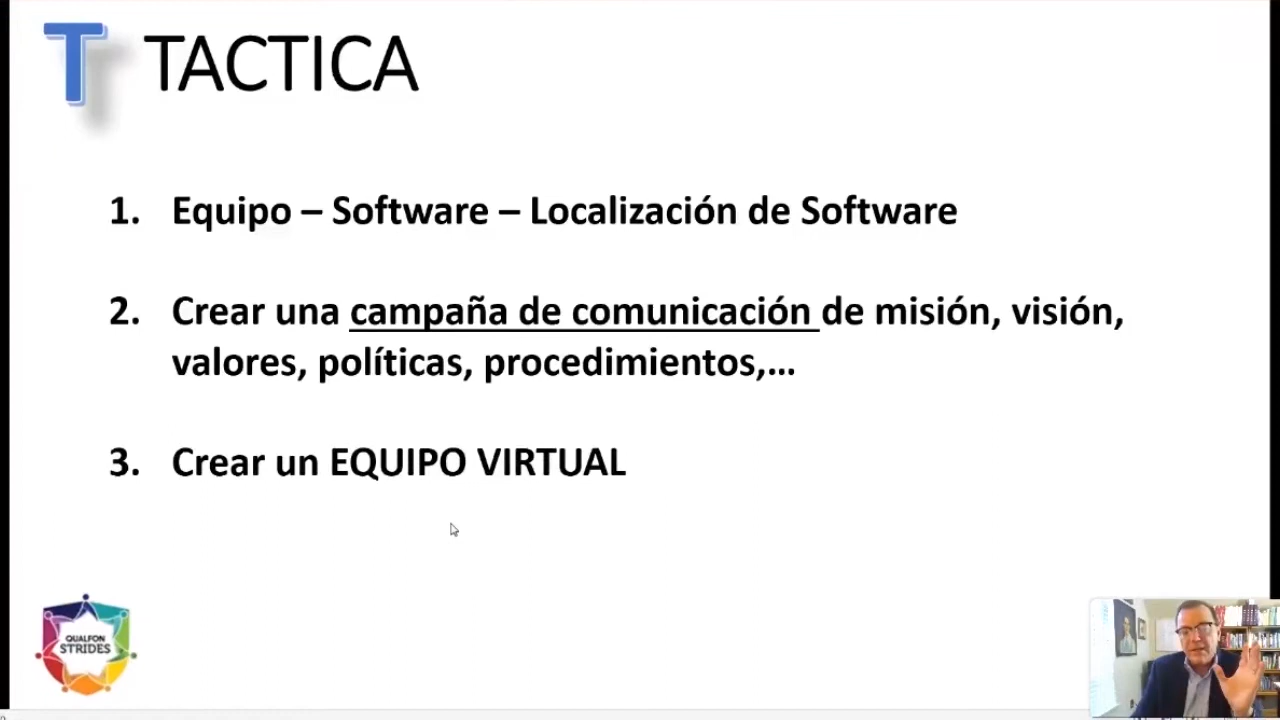 T TACTICA
1. Equipo – Software – Localización de Software
2. Crear una campaña de comunicación de misión, visión,
valores, políticas, procedimientos,...
3. Crear un EQUIPO VIRTUAL
QUALFON
STRIDES